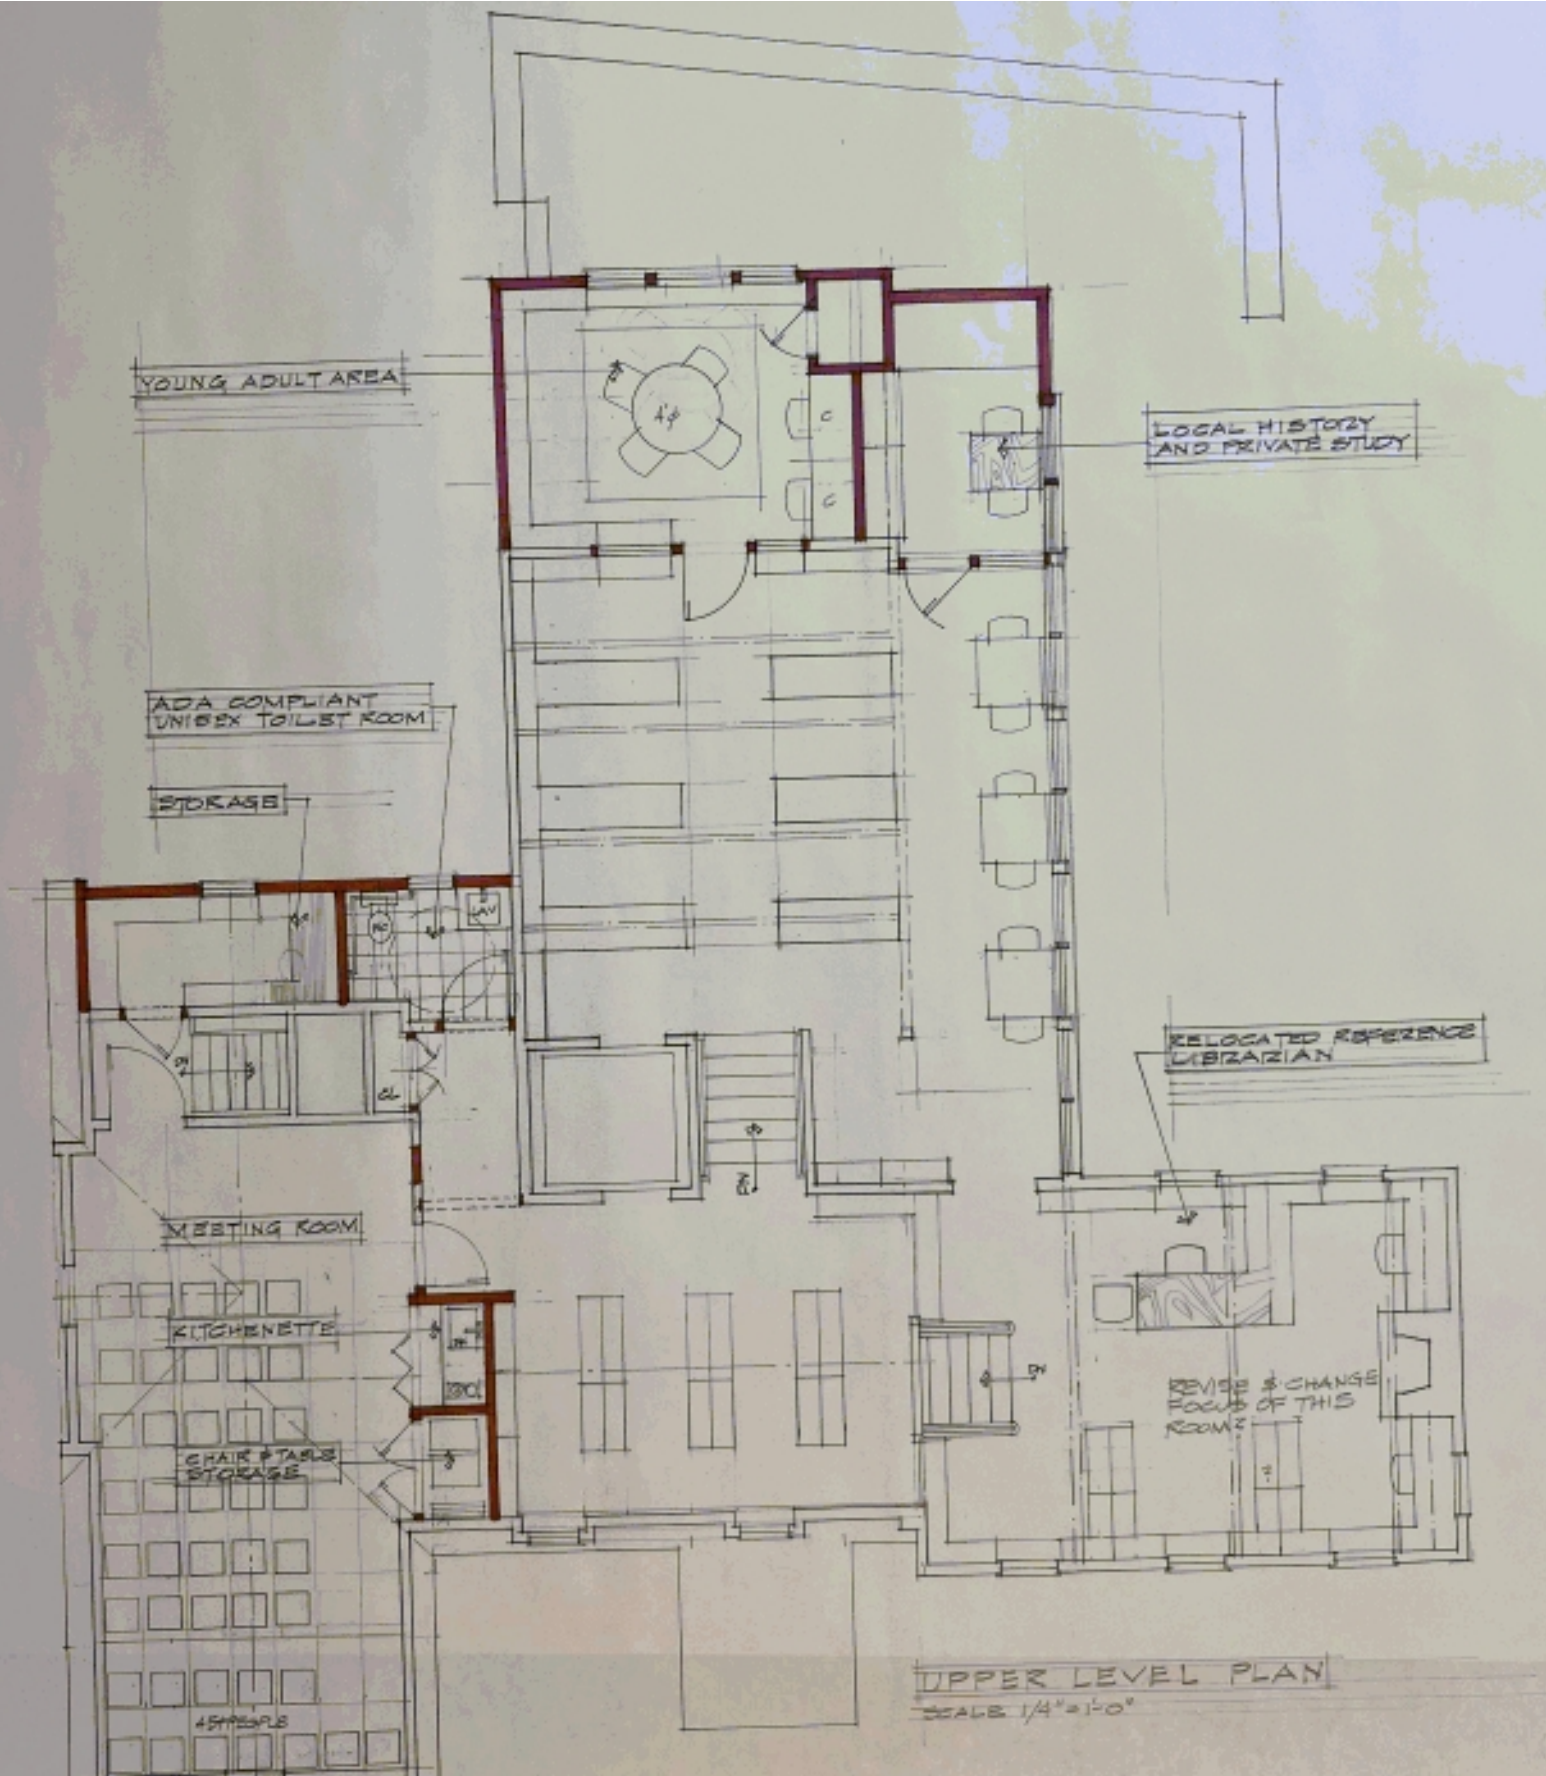 YOUNG ADULT AREA
4'φ
C
C
LOCAL HISTORY
AND PRIVATE STUDY
ADA COMPLIANT
UNISEX TOILET ROOM
STORAGE
WC
LAV
DN
CL
RELOCATED REFERENCE
LIBRARIAN
DN
MEETING ROOM
KITCHENETTE
DN
REVISE & CHANGE
FOCUS OF THIS
ROOM?
CHAIR & TABLE
STORAGE
UPPER LEVEL PLAN
SCALE 1/4" = 1'-0"